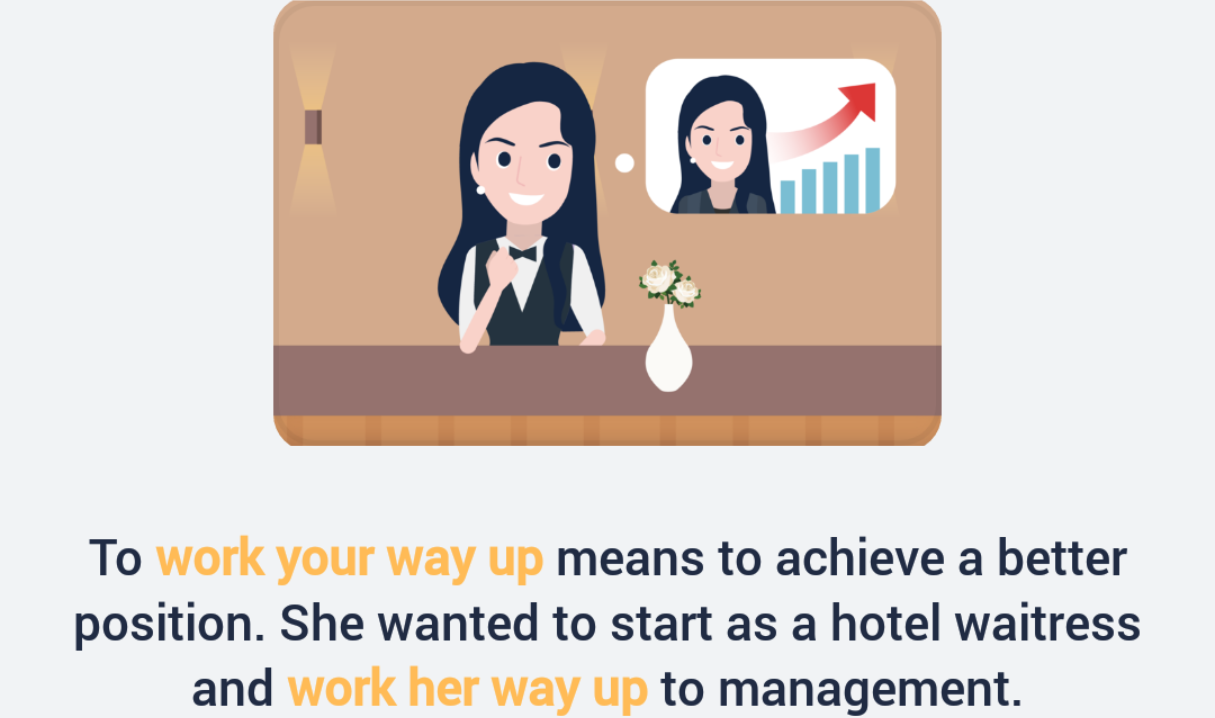 To work your way up means to achieve a better
position. She wanted to start as a hotel waitress
and work her way up to management.